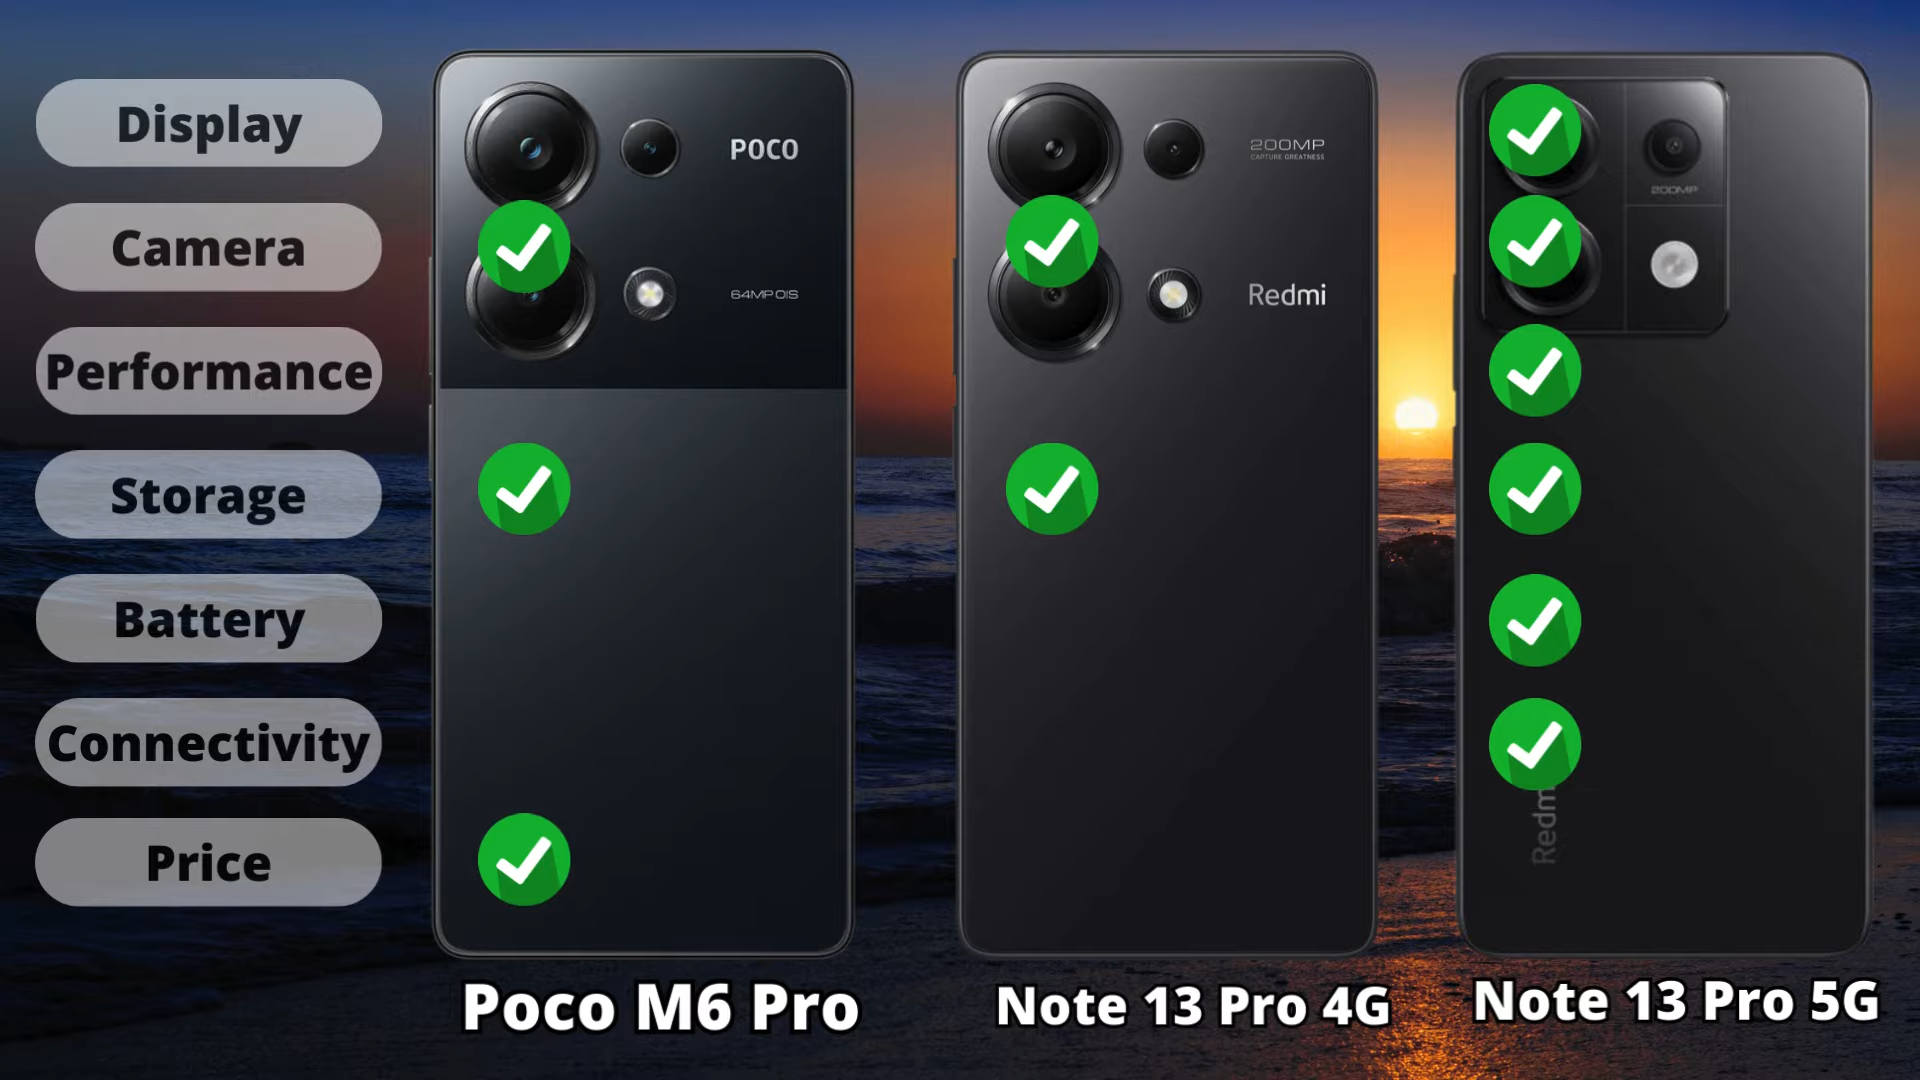 Display
Camera
Performance
Storage
Battery
Connectivity
Price
POCO
64MP OIS
Poco M6 Pro
200MP
CAPTURE GREATNESS
Redmi
Note 13 Pro 4G
200MP
Redm
Note 13 Pro 5G